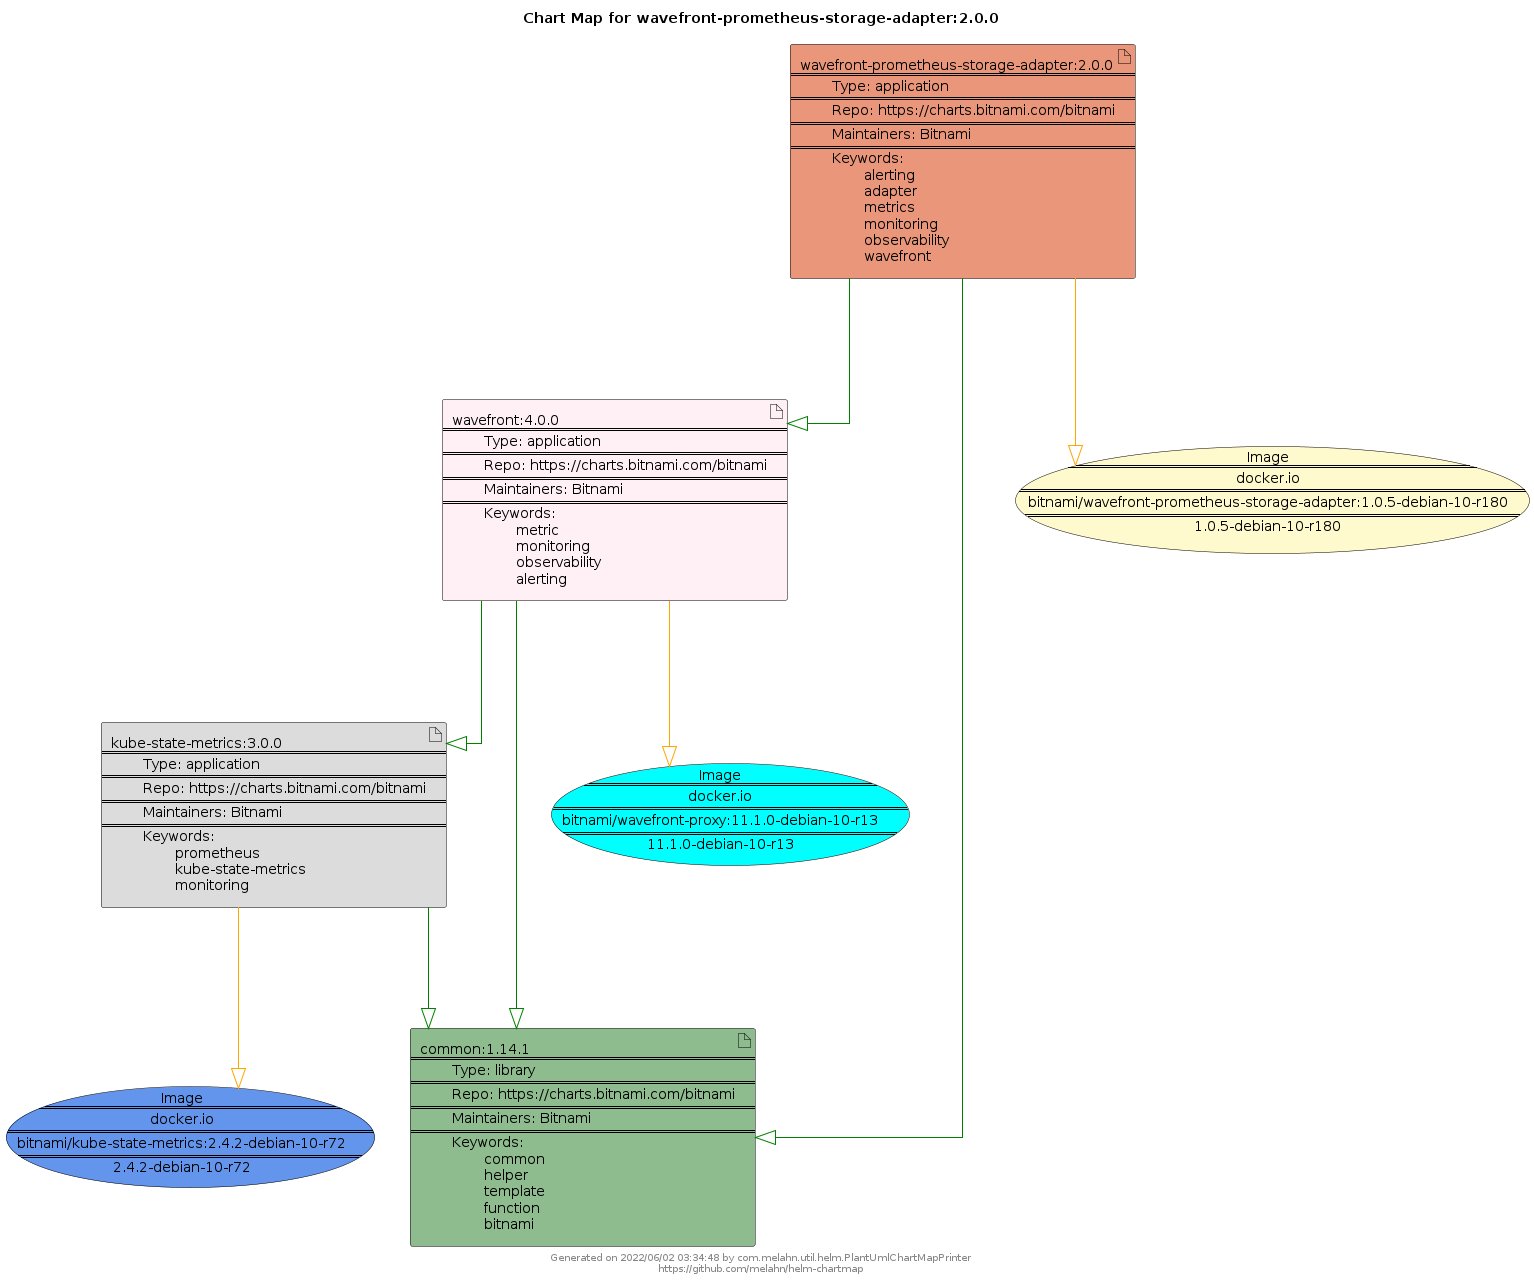 Chart Map for wavefront-prometheus-storage-adapter:2.0.0
wavefront-prometheus-storage-adapter:2.0.0
Type: application
Repo: https://charts.bitnami.com/bitnami
Maintainers: Bitnami
Keywords:
alerting
adapter
metrics
monitoring
observability
wavefront
wavefront:4.0.0
Type: application
Repo: https://charts.bitnami.com/bitnami
Maintainers: Bitnami
Keywords:
metric
monitoring
observability
alerting
Image
docker.io
bitnami/wavefront-prometheus-storage-adapter:1.0.5-debian-10-r180
1.0.5-debian-10-r180
kube-state-metrics:3.0.0
Type: application
Repo: https://charts.bitnami.com/bitnami
Maintainers: Bitnami
Keywords:
prometheus
kube-state-metrics
monitoring
Image
docker.io
bitnami/wavefront-proxy:11.1.0-debian-10-r13
11.1.0-debian-10-r13
Image
docker.io
bitnami/kube-state-metrics:2.4.2-debian-10-r72
2.4.2-debian-10-r72
common:1.14.1
Type: library
Repo: https://charts.bitnami.com/bitnami
Maintainers: Bitnami
Keywords:
common
helper
template
function
bitnami
Generated on 2022/06/02 03:34:48 by com.melahn.util.helm.PlantUmlChartMapPrinter
https://github.com/melahn/helm-chartmap